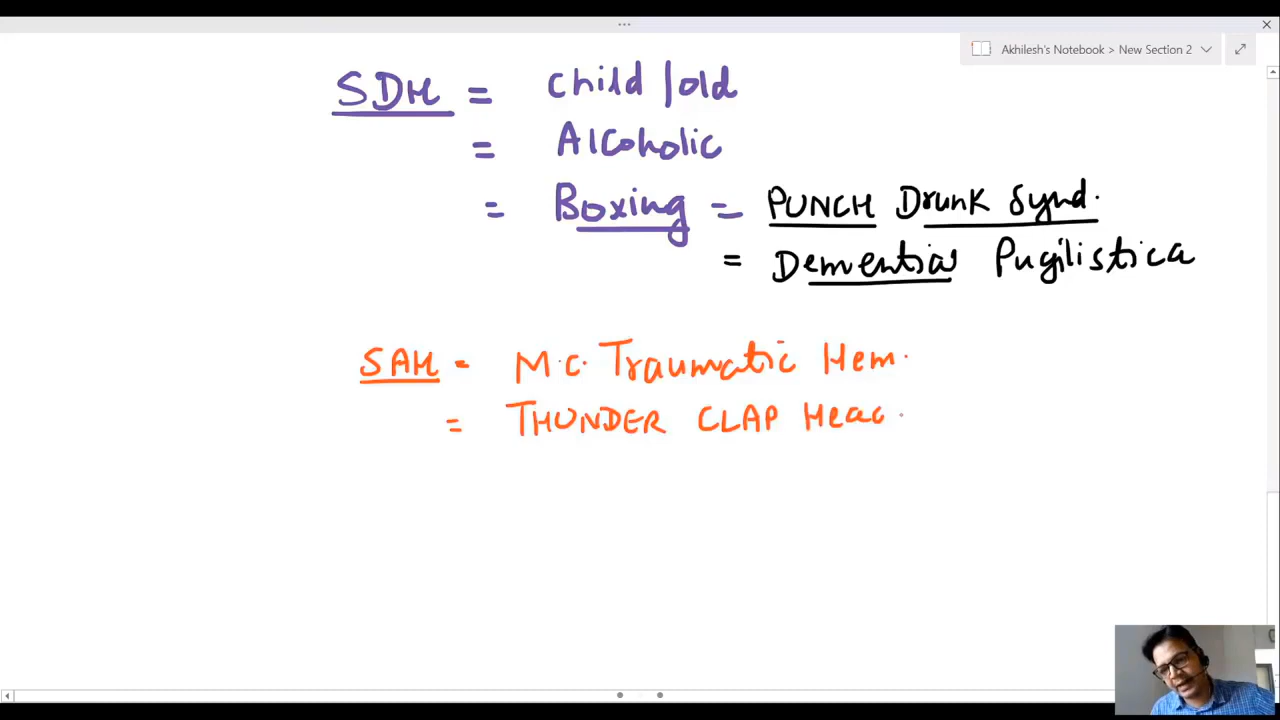 Akhilesh's Notebook > New Section 2
SDH = Child/old
= Alcoholic
= Boxing = PUNCH Drunk Synd.
= Dementia Pugilistica
SAH = M.C. Traumatic Hem.
= THUNDER CLAP Heac